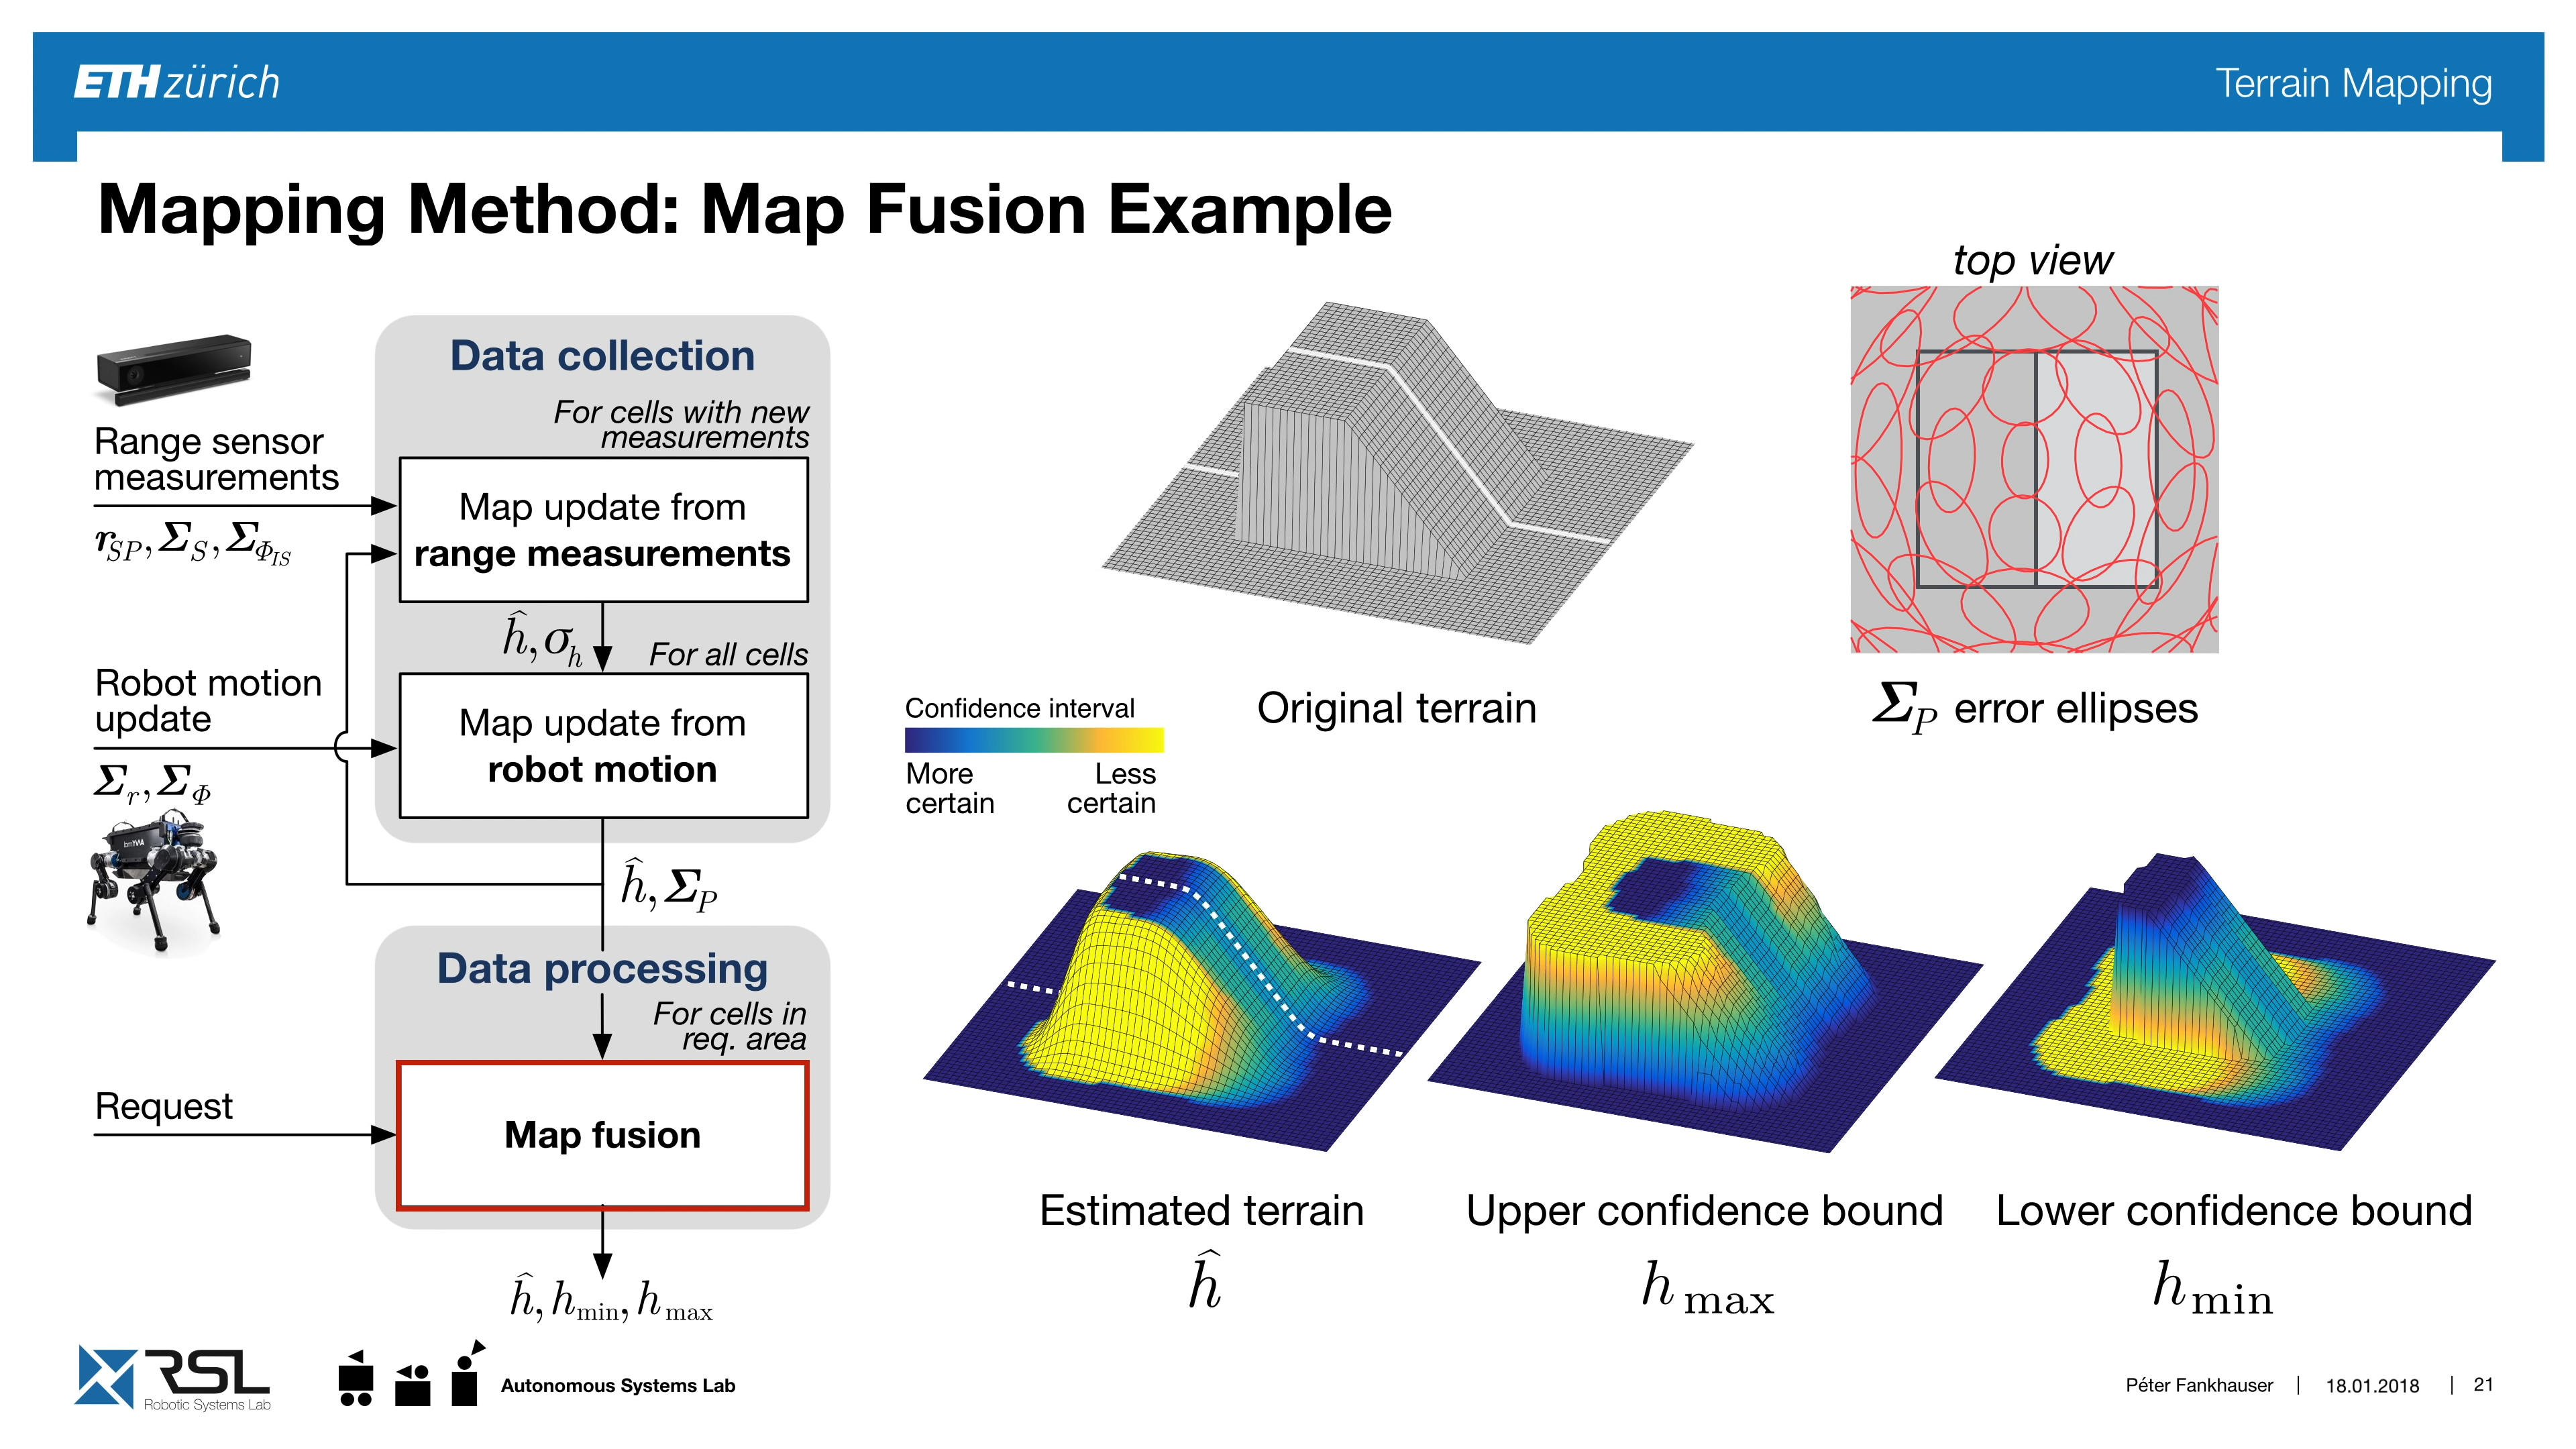 ETH zürich
Terrain Mapping
Mapping Method: Map Fusion Example
Data collection
For cells with new
measurements
Range sensor
measurements
r_SP, Σ_S, Σ_Φ_IS
Map update from
range measurements
ĥ, σ_h
For all cells
Robot motion
update
Σ_r, Σ_Φ
Map update from
robot motion
ĥ, Σ_P
Data processing
For cells in
req. area
Request
Map fusion
ĥ, h_min, h_max
top view
Original terrain
Σ_P error ellipses
Confidence interval
More
certain
Less
certain
Estimated terrain
ĥ
Upper confidence bound
h_max
Lower confidence bound
h_min
RSL
Robotic Systems Lab
Autonomous Systems Lab
Péter Fankhauser | 18.01.2018 | 21